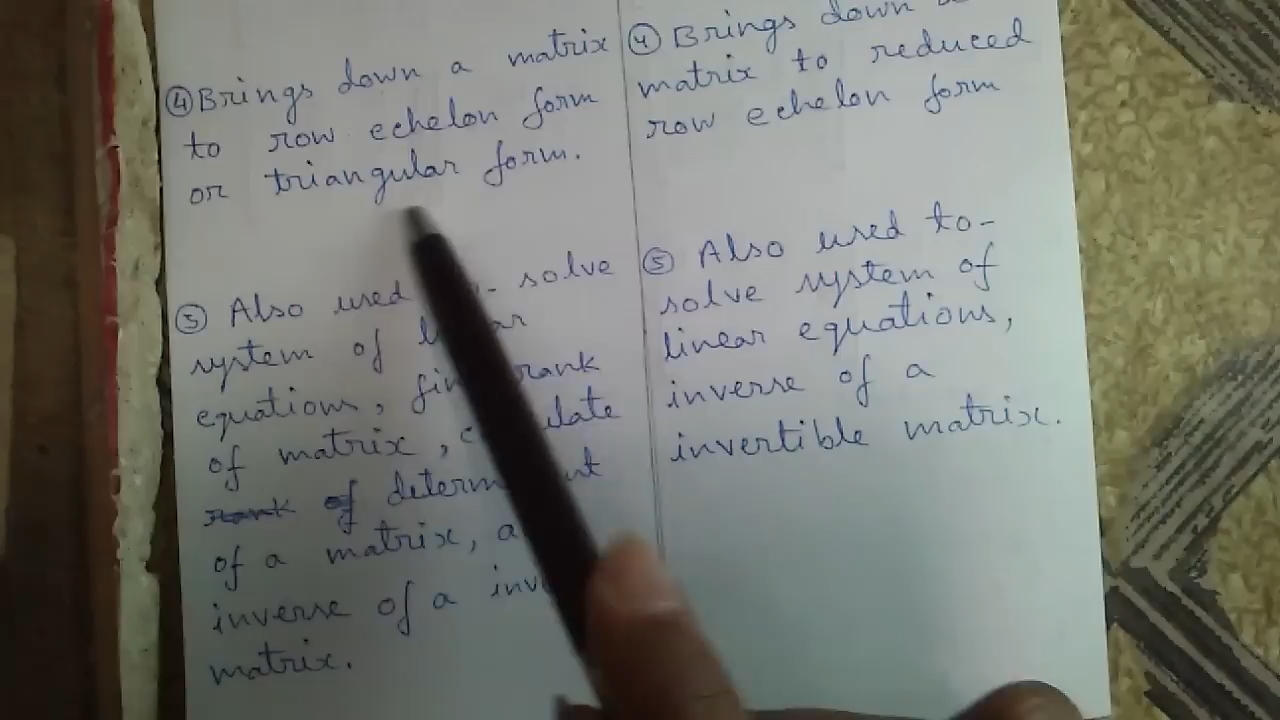 ④Brings down a matrix
to row echelon form
or triangular form.
⑤ Also used solve
system of
equations, rank
of matrix,
of
of a matrix,
inverse of a
matrix.
④ Brings down
matrix to reduced
row echelon form
⑤ Also used to-
solve system of
linear equations,
inverse of a
invertible matrix.